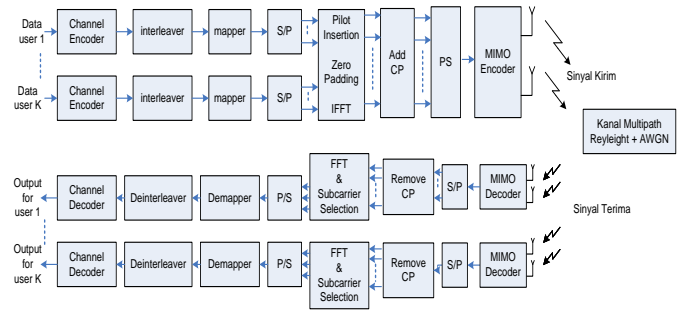 Data user 1
Channel Encoder
interleaver
mapper
S/P
Pilot Insertion
Zero Padding
IFFT
Add CP
PS
MIMO Encoder
Sinyal Kirim
Data user K
Channel Encoder
interleaver
mapper
S/P
Kanal Multipath
Reyleight + AWGN
Output for user 1
Channel Decoder
Deinterleaver
Demapper
P/S
FFT & Subcarrier Selection
Remove CP
S/P
MIMO Decoder
Sinyal Terima
Output for user K
Channel Decoder
Deinterleaver
Demapper
P/S
FFT & Subcarrier Selection
Remove CP
S/P
MIMO Decoder